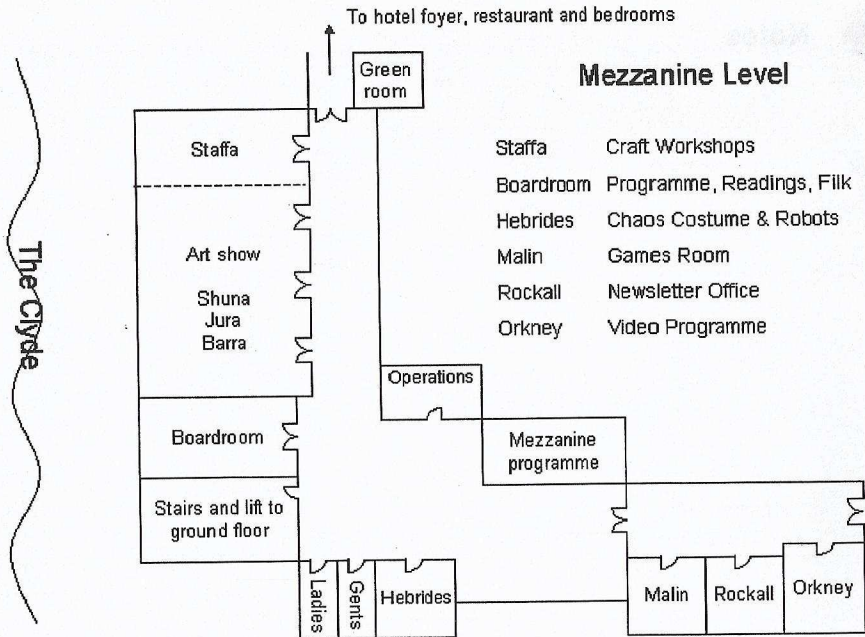 To hotel foyer, restaurant and bedrooms
Green
room
Mezzanine Level
Staffa
Staffa Craft Workshops
Boardroom Programme, Readings, Filk
Hebrides Chaos Costume & Robots
Malin Games Room
Rockall Newsletter Office
Orkney Video Programme
Art show
Shuna
Jura
Barra
The Clyde
Operations
Boardroom
Mezzanine
programme
Stairs and lift to
ground floor
Ladies
Gents
Hebrides
Malin
Rockall
Orkney